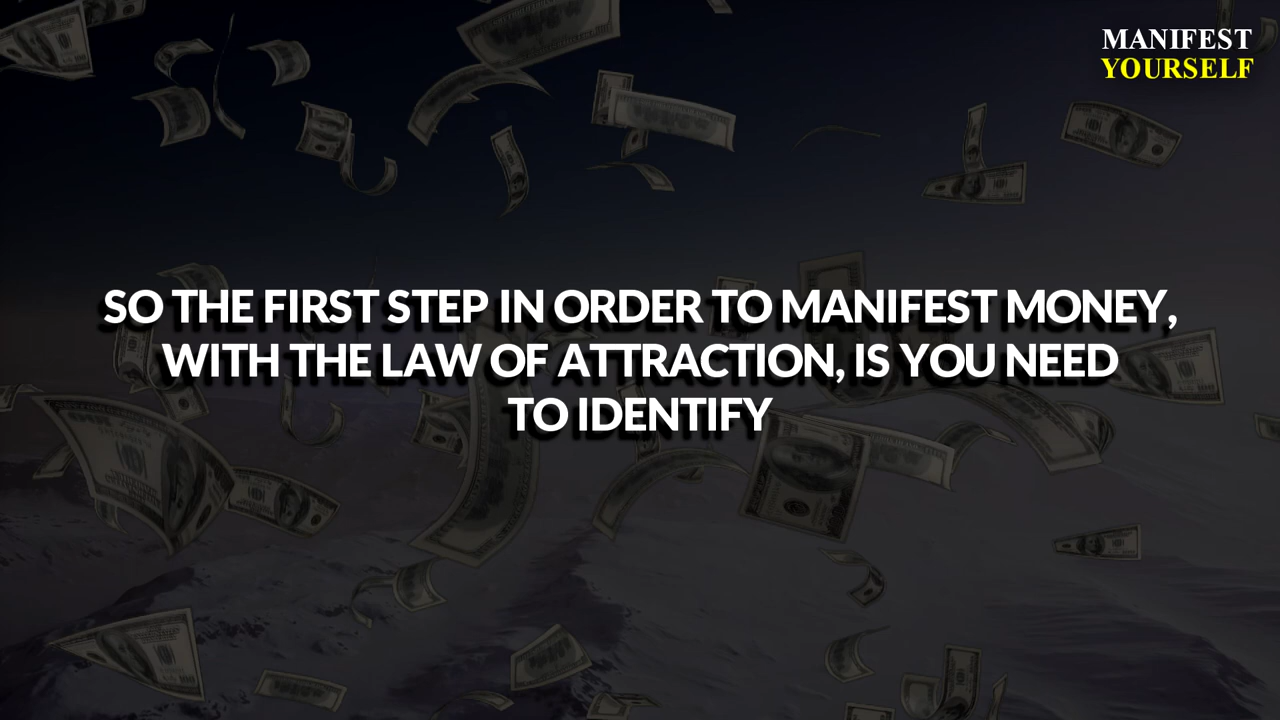 MANIFEST
YOURSELF
SO THE FIRST STEP IN ORDER TO MANIFEST MONEY,
WITH THE LAW OF ATTRACTION, IS YOU NEED
TO IDENTIFY